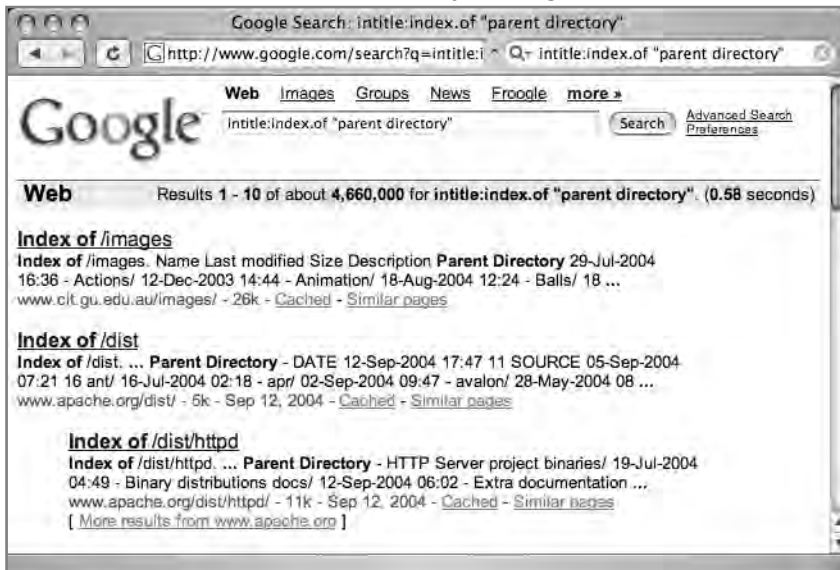 Google Search: intitle:index.of "parent directory"
http://www.google.com/search?q=intitle:i intitle:index.of "parent directory"
Google
Web Images Groups News Froogle more »
intitle:index.of "parent directory" Search Advanced Search
Preferences
Web Results 1 - 10 of about 4,660,000 for intitle:index.of "parent directory". (0.58 seconds)
Index of /images
Index of /images. Name Last modified Size Description Parent Directory 29-Jul-2004
16:36 - Actions/ 12-Dec-2003 14:44 - Animation/ 18-Aug-2004 12:24 - Balls/ 18 ...
www.cit.gu.edu.au/images/ - 26k - Cached - Similar pages
Index of /dist
Index of /dist. ... Parent Directory - DATE 12-Sep-2004 17:47 11 SOURCE 05-Sep-2004
07:21 16 ant/ 16-Jul-2004 02:18 - apr/ 02-Sep-2004 09:47 - avalon/ 28-May-2004 08 ...
www.apache.org/dist/ - 5k - Sep 12, 2004 - Cached - Similar pages
Index of /dist/httpd
Index of /dist/httpd. ... Parent Directory - HTTP Server project binaries/ 19-Jul-2004
04:49 - Binary distributions docs/ 12-Sep-2004 06:02 - Extra documentation ...
www.apache.org/dist/httpd/ - 11k - Sep 12, 2004 - Cached - Similar pages
[ More results from www.apache.org ]